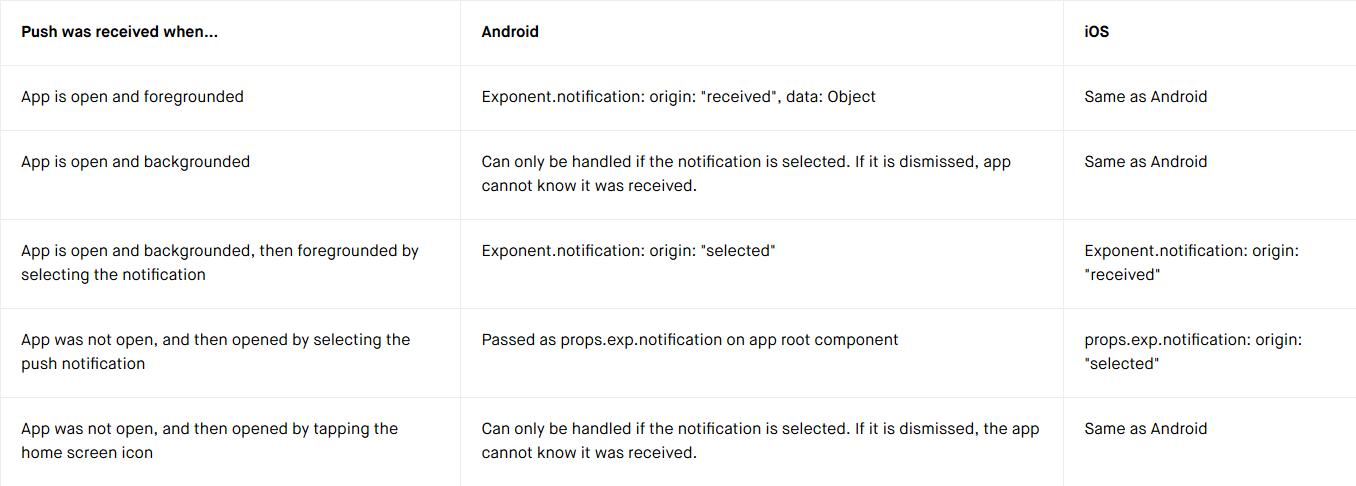 Push was received when...
Android
iOS
App is open and foregrounded
Exponent.notification: origin: "received", data: Object
Same as Android
App is open and backgrounded
Can only be handled if the notification is selected. If it is dismissed, app
cannot know it was received.
Same as Android
App is open and backgrounded, then foregrounded by
selecting the notification
Exponent.notification: origin: "selected"
Exponent.notification: origin:
"received"
App was not open, and then opened by selecting the
push notification
Passed as props.exp.notification on app root component
props.exp.notification: origin:
"selected"
App was not open, and then opened by tapping the
home screen icon
Can only be handled if the notification is selected. If it is dismissed, the app
cannot know it was received.
Same as Android